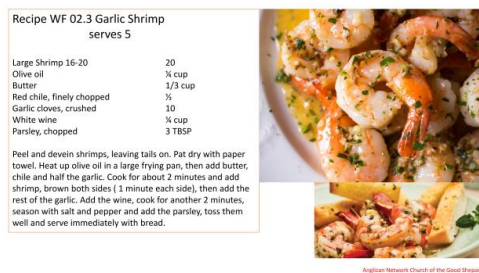 Recipe WF 02.3 Garlic Shrimp
serves 5
Large Shrimp 16-20 20
Olive oil ¼ cup
Butter 1/3 cup
Red chile, finely chopped ½
Garlic cloves, crushed 10
White wine ¼ cup
Parsley, chopped 3 TBSP
Peel and devein shrimps, leaving tails on. Pat dry with paper
towel. Heat up olive oil in a large frying pan, then add butter,
chile and half the garlic. Cook for about 2 minutes and add
shrimp, brown both sides ( 1 minute each side), then add the
rest of the garlic. Add the wine, cook for another 2 minutes,
season with salt and pepper and add the parsley, toss them
well and serve immediately with bread.
Anglican Network Church of the Good Shepa